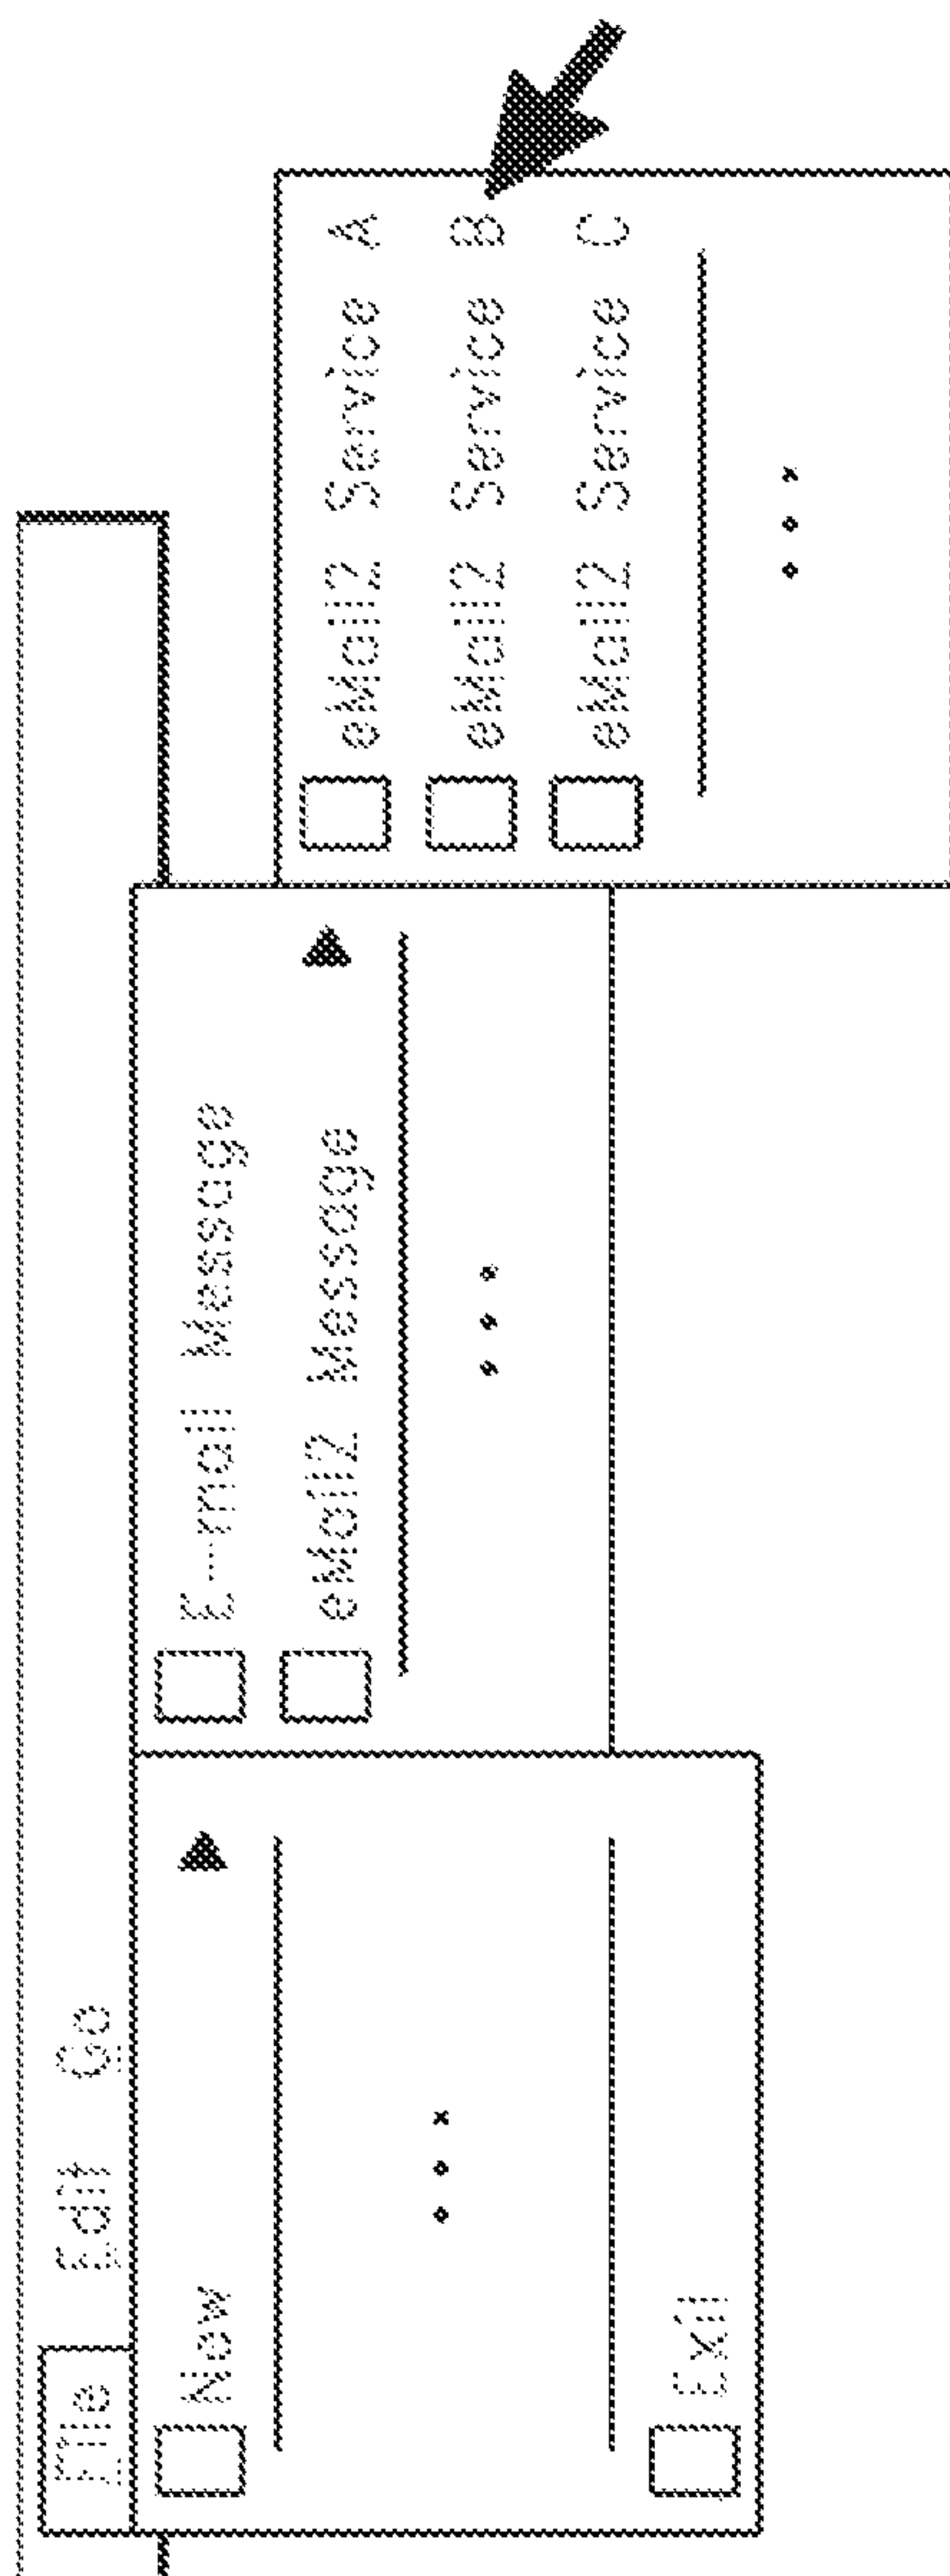 File Edit Go
New
Exit
E-mail Message
eMail2 Message
eMail2 Service A
eMail2 Service B
eMail2 Service C